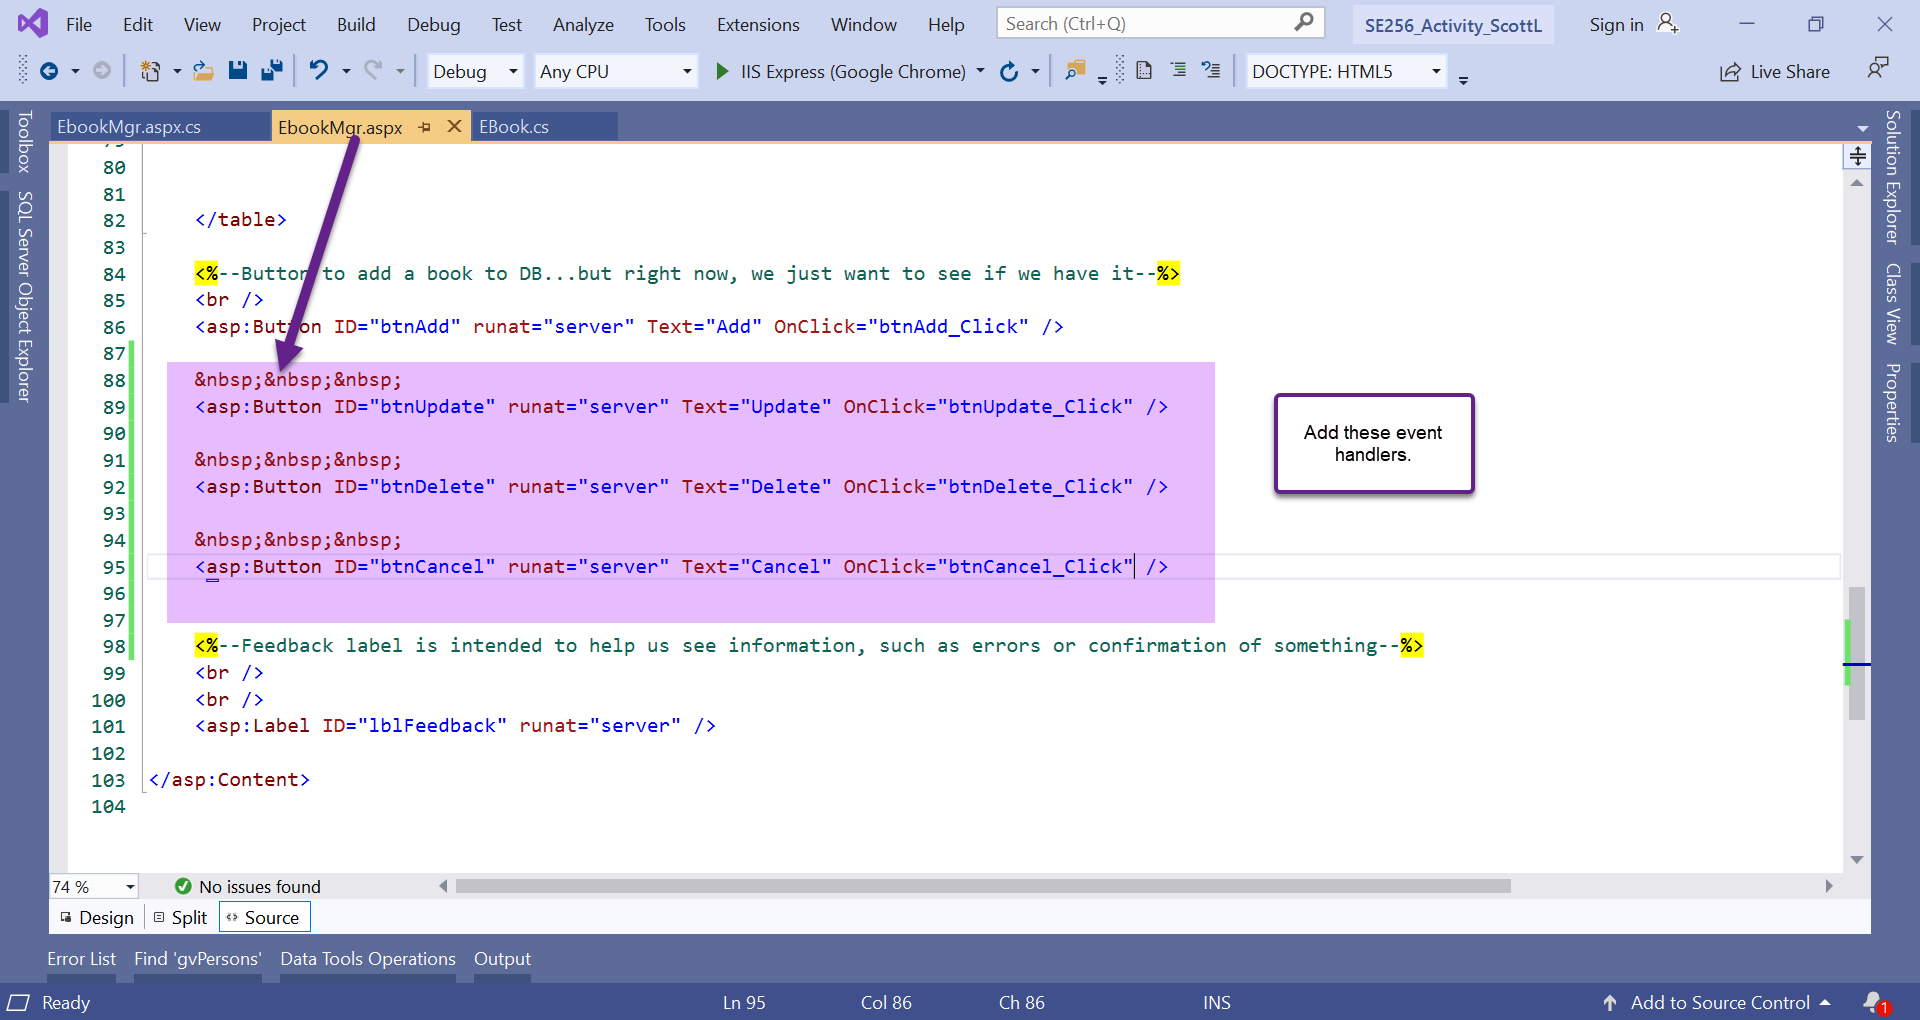 File Edit View Project Build Debug Test Analyze Tools Extensions Window Help Search (Ctrl+Q) SE256_Activity_ScottL Sign in
Debug Any CPU IIS Express (Google Chrome) DOCTYPE: HTML5 Live Share
Toolbox
SQL Server Object Explorer
EbookMgr.aspx.cs EbookMgr.aspx EBook.cs
80
81
82 </table>
83
84 <%--Button to add a book to DB...but right now, we just want to see if we have it--%>
85 <br />
86 <asp:Button ID="btnAdd" runat="server" Text="Add" OnClick="btnAdd_Click" />
87
88 &nbsp;&nbsp;&nbsp;
89 <asp:Button ID="btnUpdate" runat="server" Text="Update" OnClick="btnUpdate_Click" />
90
91 &nbsp;&nbsp;&nbsp;
92 <asp:Button ID="btnDelete" runat="server" Text="Delete" OnClick="btnDelete_Click" />
93
94 &nbsp;&nbsp;&nbsp;
95 <asp:Button ID="btnCancel" runat="server" Text="Cancel" OnClick="btnCancel_Click" />
96
97
98 <%--Feedback label is intended to help us see information, such as errors or confirmation of something--%>
99 <br />
100 <br />
101 <asp:Label ID="lblFeedback" runat="server" />
102
103 </asp:Content>
104
Add these event
handlers.
Solution Explorer
Class View
Properties
74 % No issues found
Design Split Source
Error List Find 'gvPersons' Data Tools Operations Output
Ready Ln 95 Col 86 Ch 86 INS Add to Source Control 1